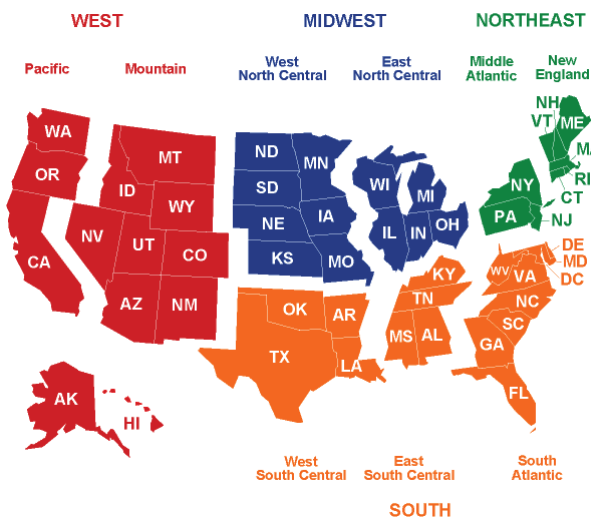 WEST
MIDWEST
NORTHEAST
Pacific
Mountain
West
North Central
East
North Central
Middle
Atlantic
New
England
WA
OR
CA
NV
ID
MT
WY
UT
CO
AZ
NM
AK
HI
ND
SD
NE
KS
MN
IA
MO
WI
MI
IL
IN
OH
NH
VT
ME
RI
CT
NY
PA
NJ
OK
TX
AR
LA
KY
TN
MS
AL
DE
MD
DC
WV
VA
NC
SC
GA
FL
West
South Central
East
South Central
South
Atlantic
SOUTH